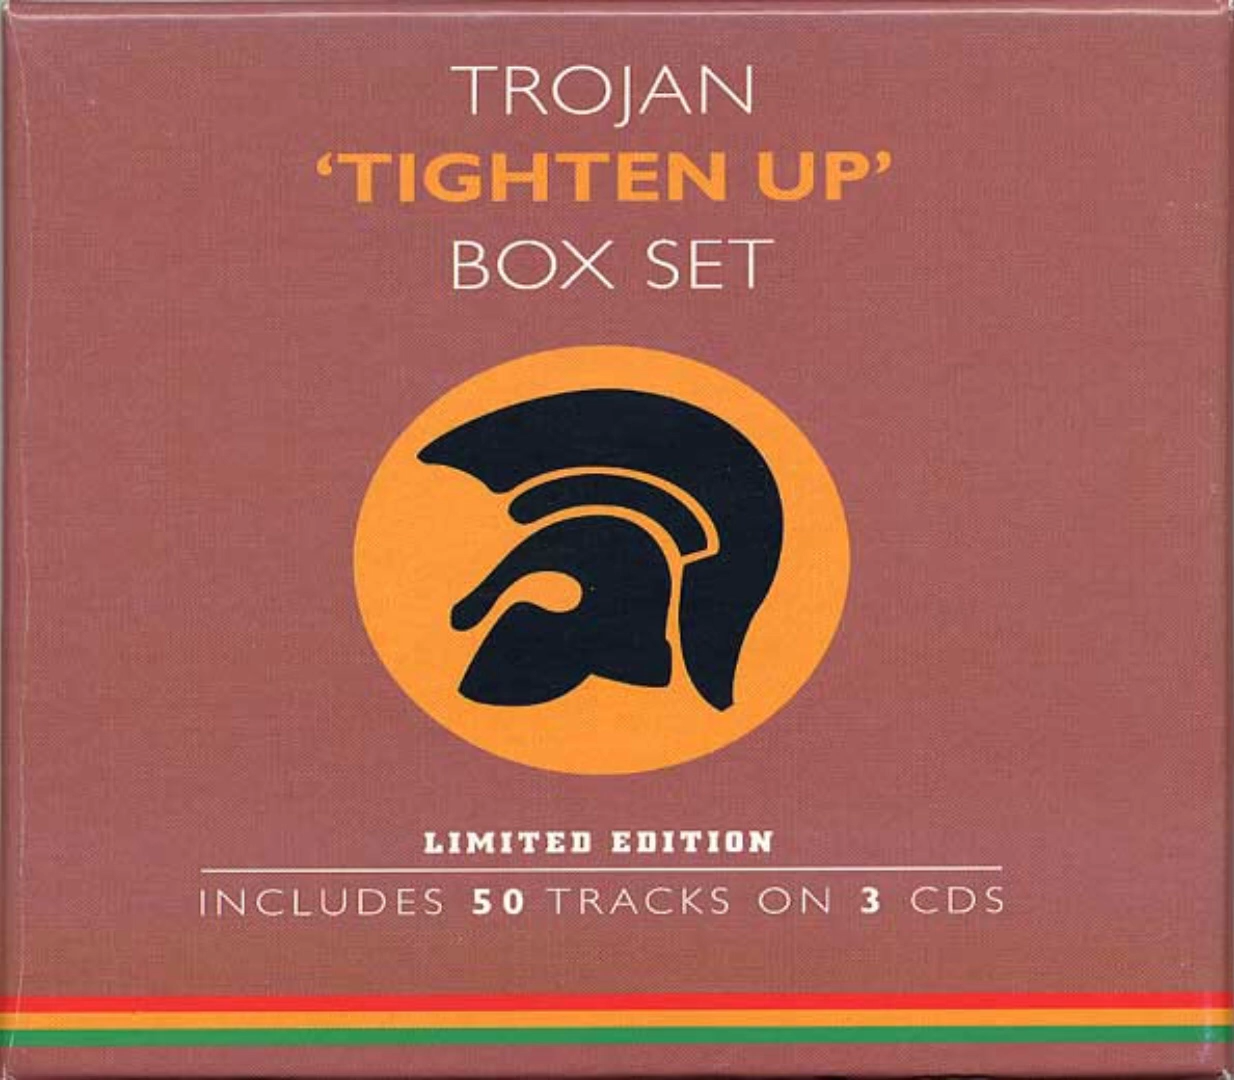 TROJAN
‘TIGHTEN UP’
BOX SET
LIMITED EDITION
INCLUDES 50 TRACKS ON 3 CDS